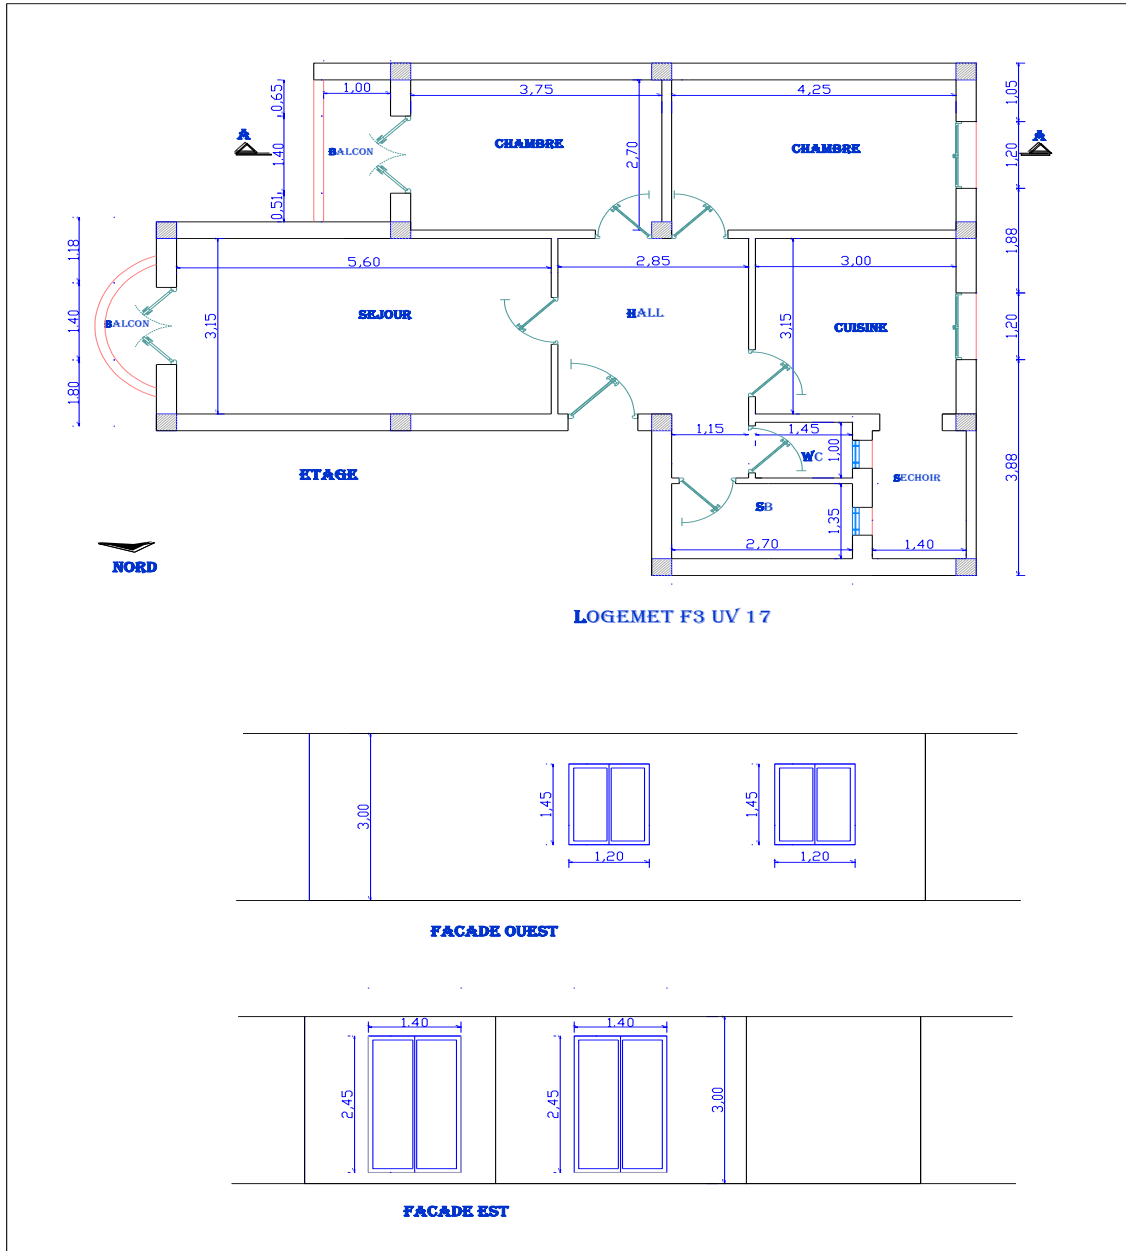 1,00
3,75
4,25
0,65
1,05
A
BALCON
CHAMBRE
CHAMBRE
A
1.40
2,70
1,20
0,51
1,18
5,60
2,85
3,00
1,88
BALCON
SEJOUR
HALL
CUISINE
1.40
3,15
3,15
1,20
1.80
1,15
1,45
WC
1,00
ETAGE
SECHOIR
3,88
SB
1,35
2,70
1,40
NORD
LOGEMET F3 UV 17
3,00
1,45
1,45
1,20
1,20
FACADE OUEST
1.40
1.40
2,45
2,45
3,00
FACADE EST